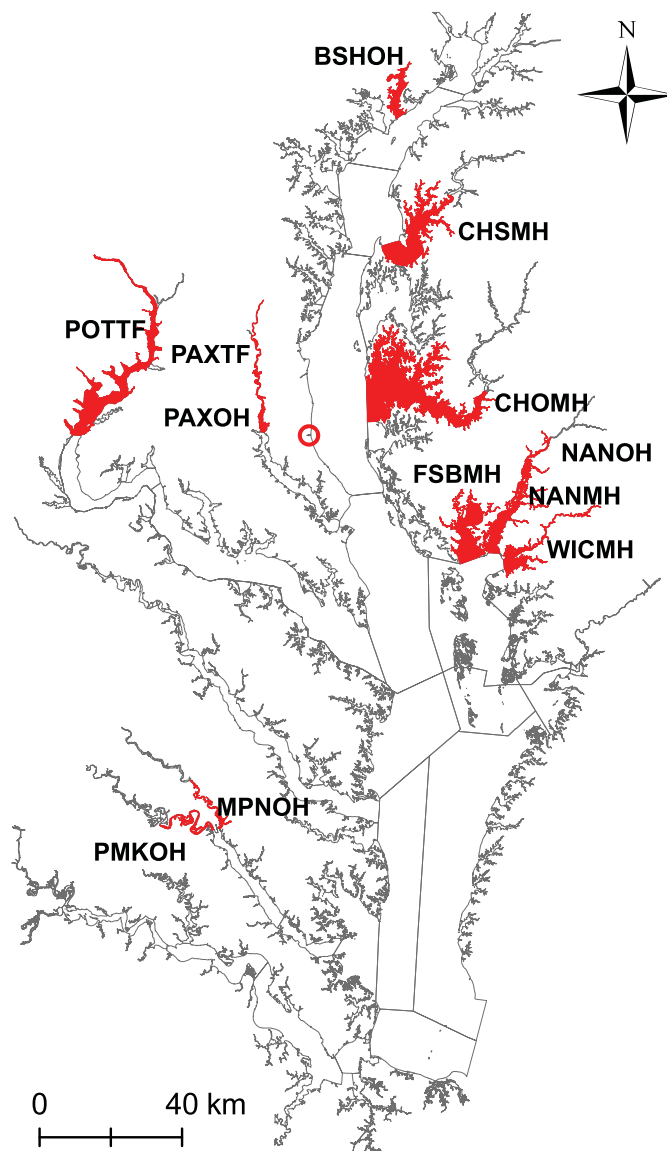 N
BSHOH
CHSMH
POTTF
PAXTF
PAXOH
CHOMH
NANOH
FSBMH
NANMH
WICMH
MPNOH
PMKOH
0 40 km